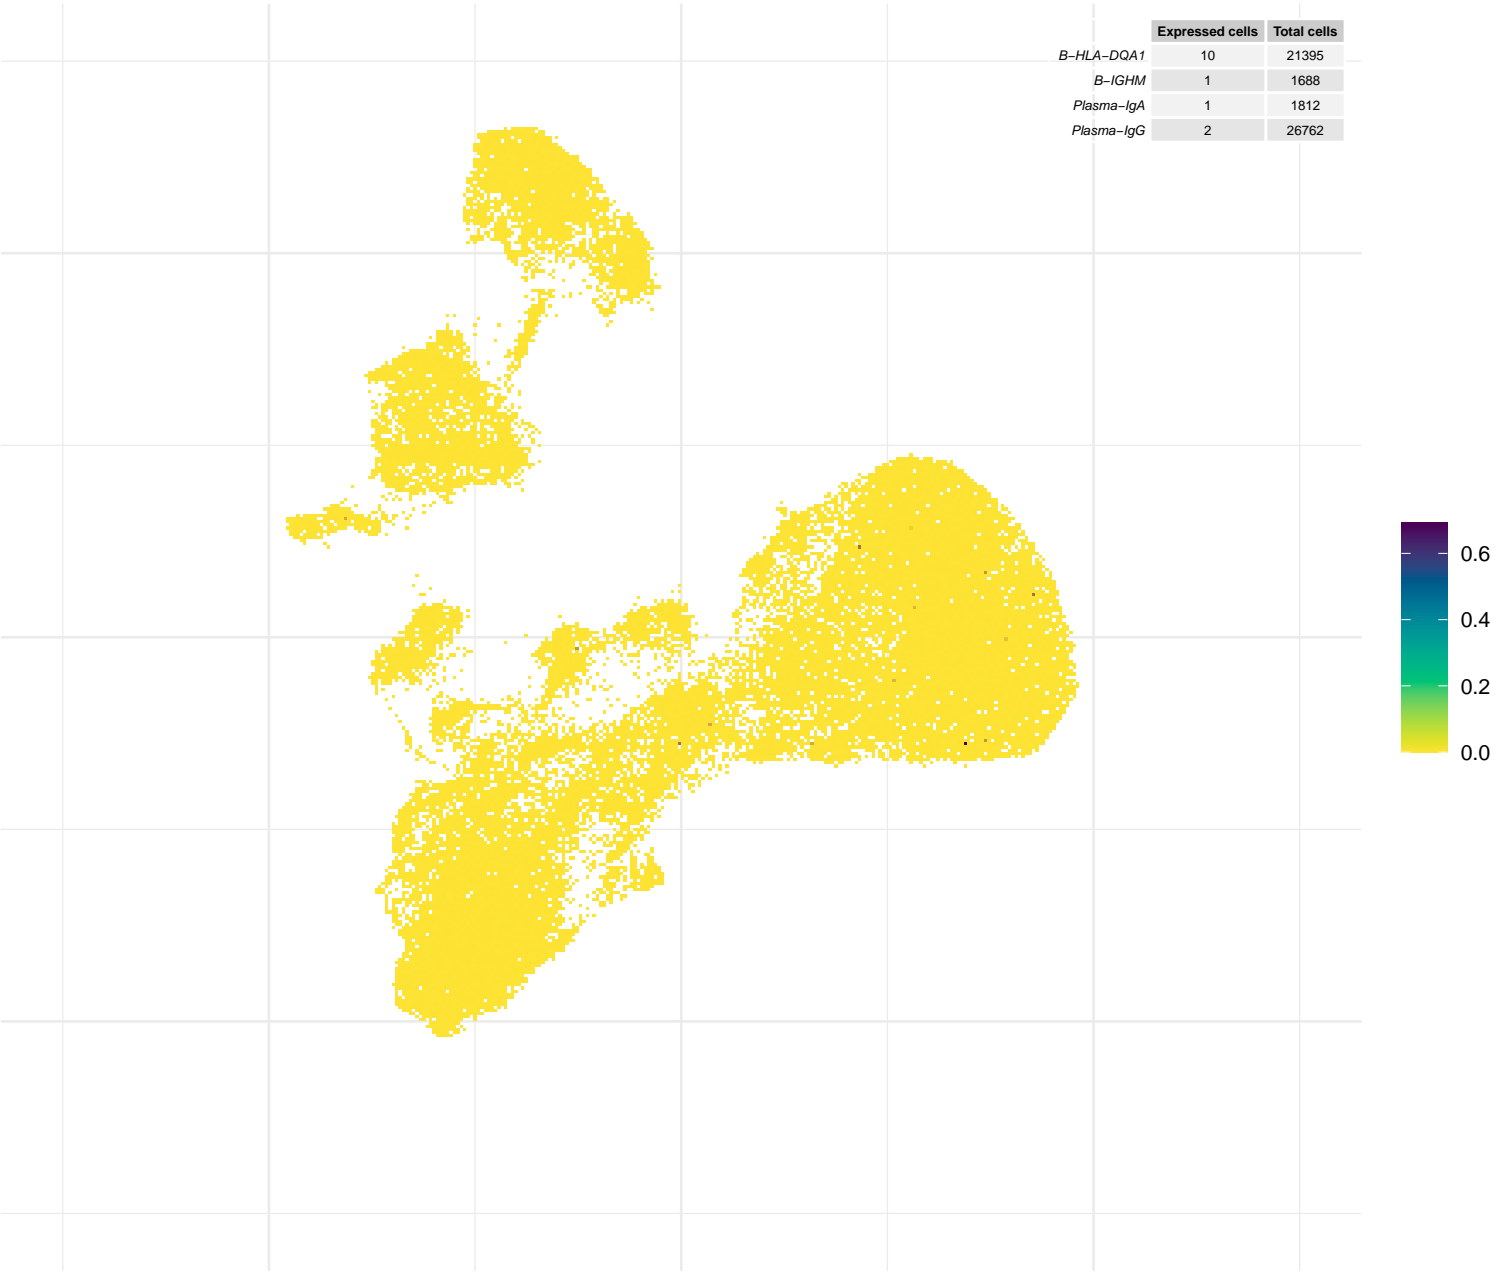 Expressed cells Total cells
B−HLA−DQA1 10 21395
B−IGHM 1 1688
Plasma−IgA 1 1812
Plasma−IgG 2 26762
0.6
0.4
0.2
0.0